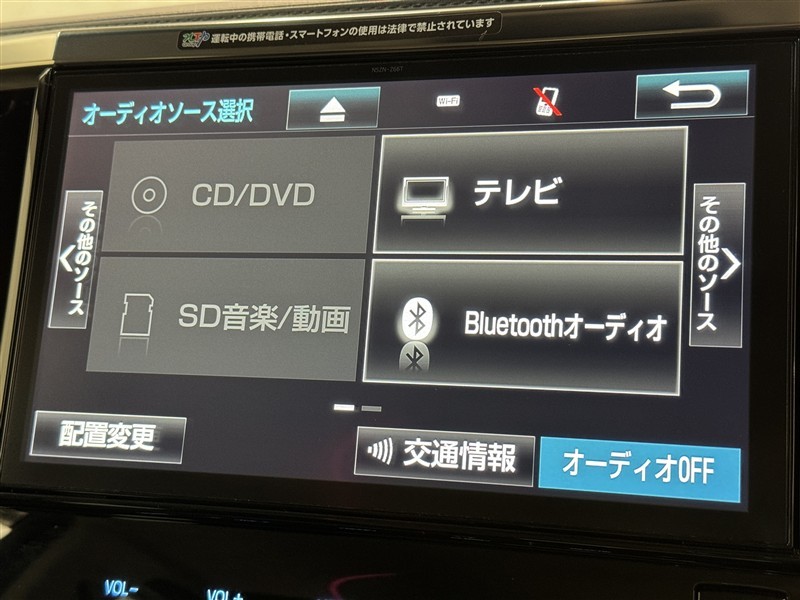 運転中の携帯電話・スマートフォンの使用は法律で禁止されています
NSZN-Z66T
オーディオソース選択
Wi-Fi
CD/DVD
テレビ
その他のソース
その他のソース
SD音楽/動画
Bluetoothオーディオ
配置変更
交通情報
オーディオOFF
VOL-
VOL+